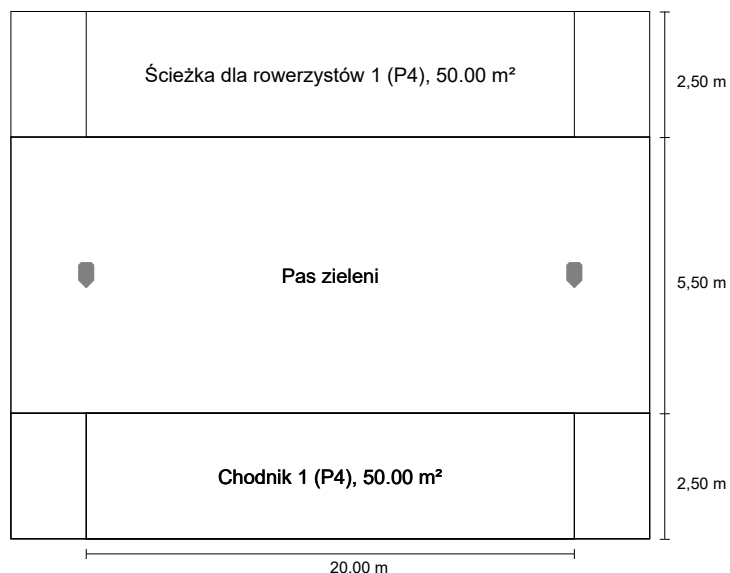 Ścieżka dla rowerzystów 1 (P4), 50.00 m²
2,50 m
Pas zieleni
5,50 m
Chodnik 1 (P4), 50.00 m²
2,50 m
20.00 m